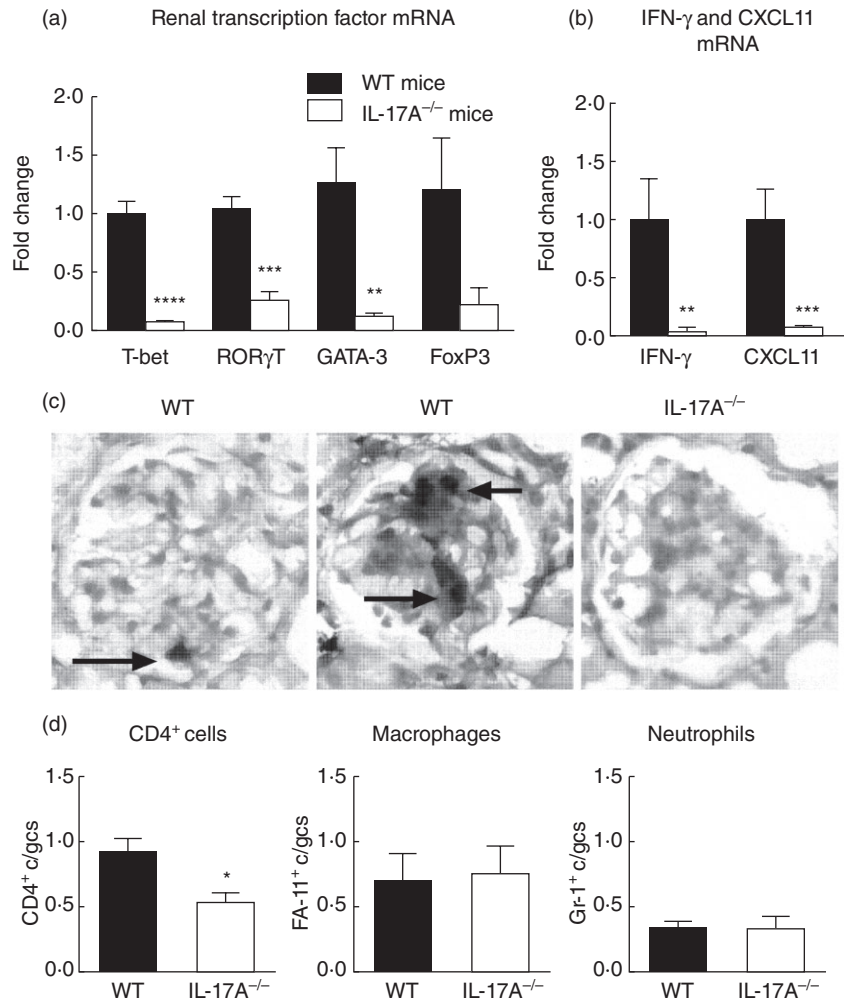 (a) Renal transcription factor mRNA
WT mice
IL-17A−/− mice
Fold change
2·0
1·5
1·0
0·5
0·0
****
***
**
T-bet RORγT GATA-3 FoxP3
(b) IFN-γ and CXCL11
mRNA
Fold change
2·0
1·5
1·0
0·5
0·0
**
***
IFN-γ CXCL11
(c) WT WT IL-17A−/−
(d) CD4+ cells
CD4+ c/gcs
1·5
1·0
0·5
0·0
*
WT IL-17A−/−
Macrophages
FA-11+ c/gcs
1·5
1·0
0·5
0·0
WT IL-17A−/−
Neutrophils
Gr-1+ c/gcs
1·5
1·0
0·5
0·0
WT IL-17A−/−